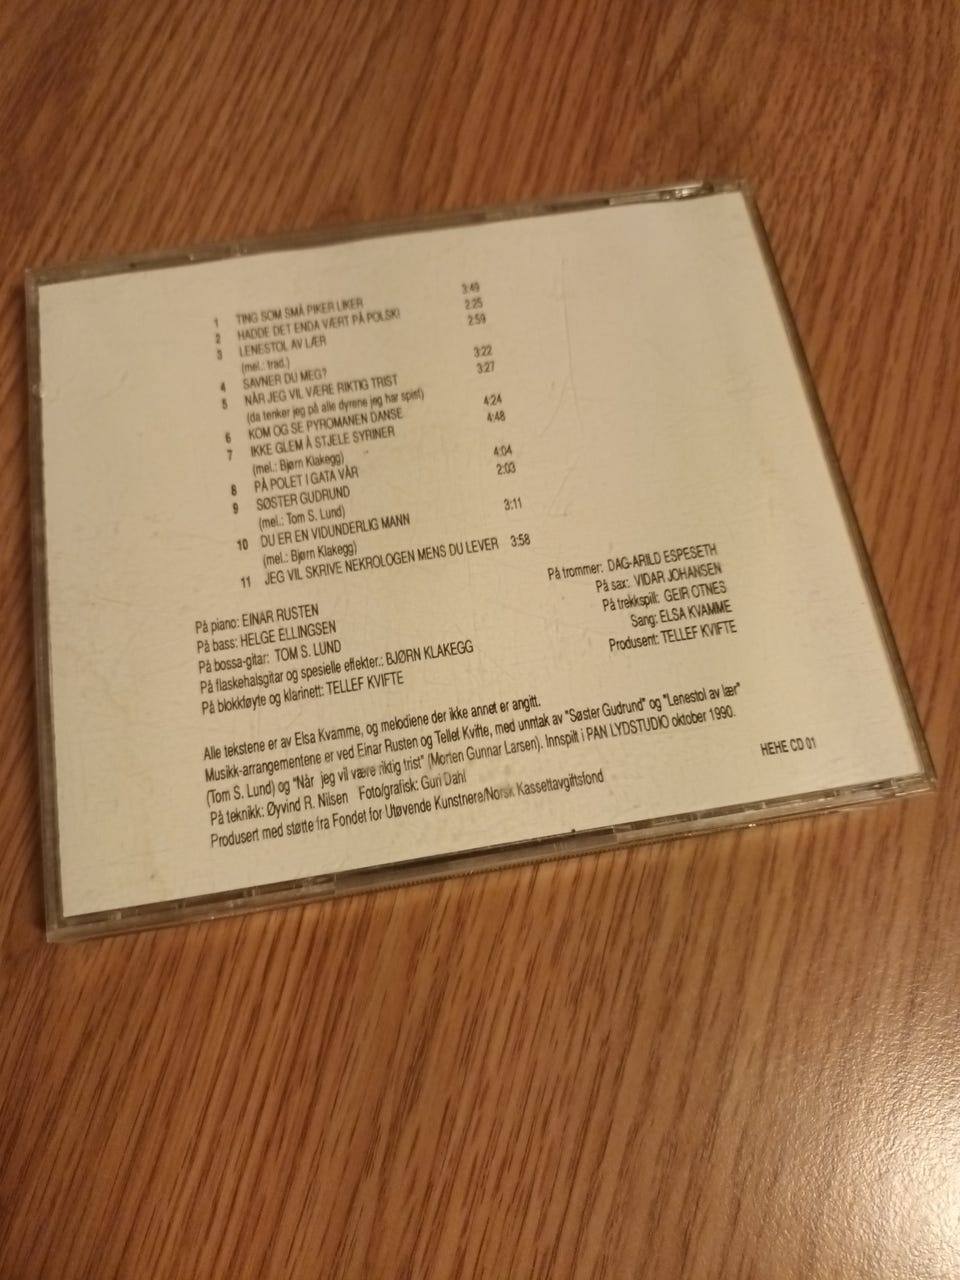 1 TING SOM SMÅ PIKER LIKER 3:49
2 HADDE DET ENDA VÆRT PÅ POLSK! 2:25
3 LENESTOL AV LÆR 2:59
(mel.: trad.)
4 SAVNER DU MEG? 3:22
5 NÅR JEG VIL VÆRE RIKTIG TRIST 3:27
(da tenker jeg på alle dyrene jeg har spist)
6 KOM OG SE PYROMANEN DANSE 4:24
7 IKKE GLEM Å STJELE SYRINER 4:48
(mel.: Bjørn Klakegg)
8 PÅ POLET I GATA VÅR 4:04
9 SØSTER GUDRUND 2:03
(mel.: Tom S. Lund)
10 DU ER EN VIDUNDERLIG MANN 3:11
(mel.: Bjørn Klakegg)
11 JEG VIL SKRIVE NEKROLOGEN MENS DU LEVER 3:58
På piano: EINAR RUSTEN
På bass: HELGE ELLINGSEN
På bossa-gitar: TOM S. LUND
På flaskehalsgitar og spesielle effekter.: BJØRN KLAKEGG
På blokkfløyte og klarinett: TELLEF KVIFTE
På trommer: DAG-ARILD ESPESETH
På sax: VIDAR JOHANSEN
På trekkspill: GEIR OTNES
Sang: ELSA KVAMME
Produsent: TELLEF KVIFTE
Alle tekstene er av Elsa Kvamme, og melodiene der ikke annet er angitt.
Musikk-arrangementene er ved Einar Rusten og Tellef Kvifte, med unntak av "Søster Gudrund" og "Lenestol av lær"
(Tom S. Lund) og "Når jeg vil være riktig trist" (Morten Gunnar Larsen). Innspilt i PAN LYDSTUDIO oktober 1990.
På teknikk: Øyvind R. Nilsen Foto/grafisk: Guri Dahl
Produsert med støtte fra Fondet for Utøvende Kunstnere/Norsk Kassettavgiftsfond
HEHE CD 01